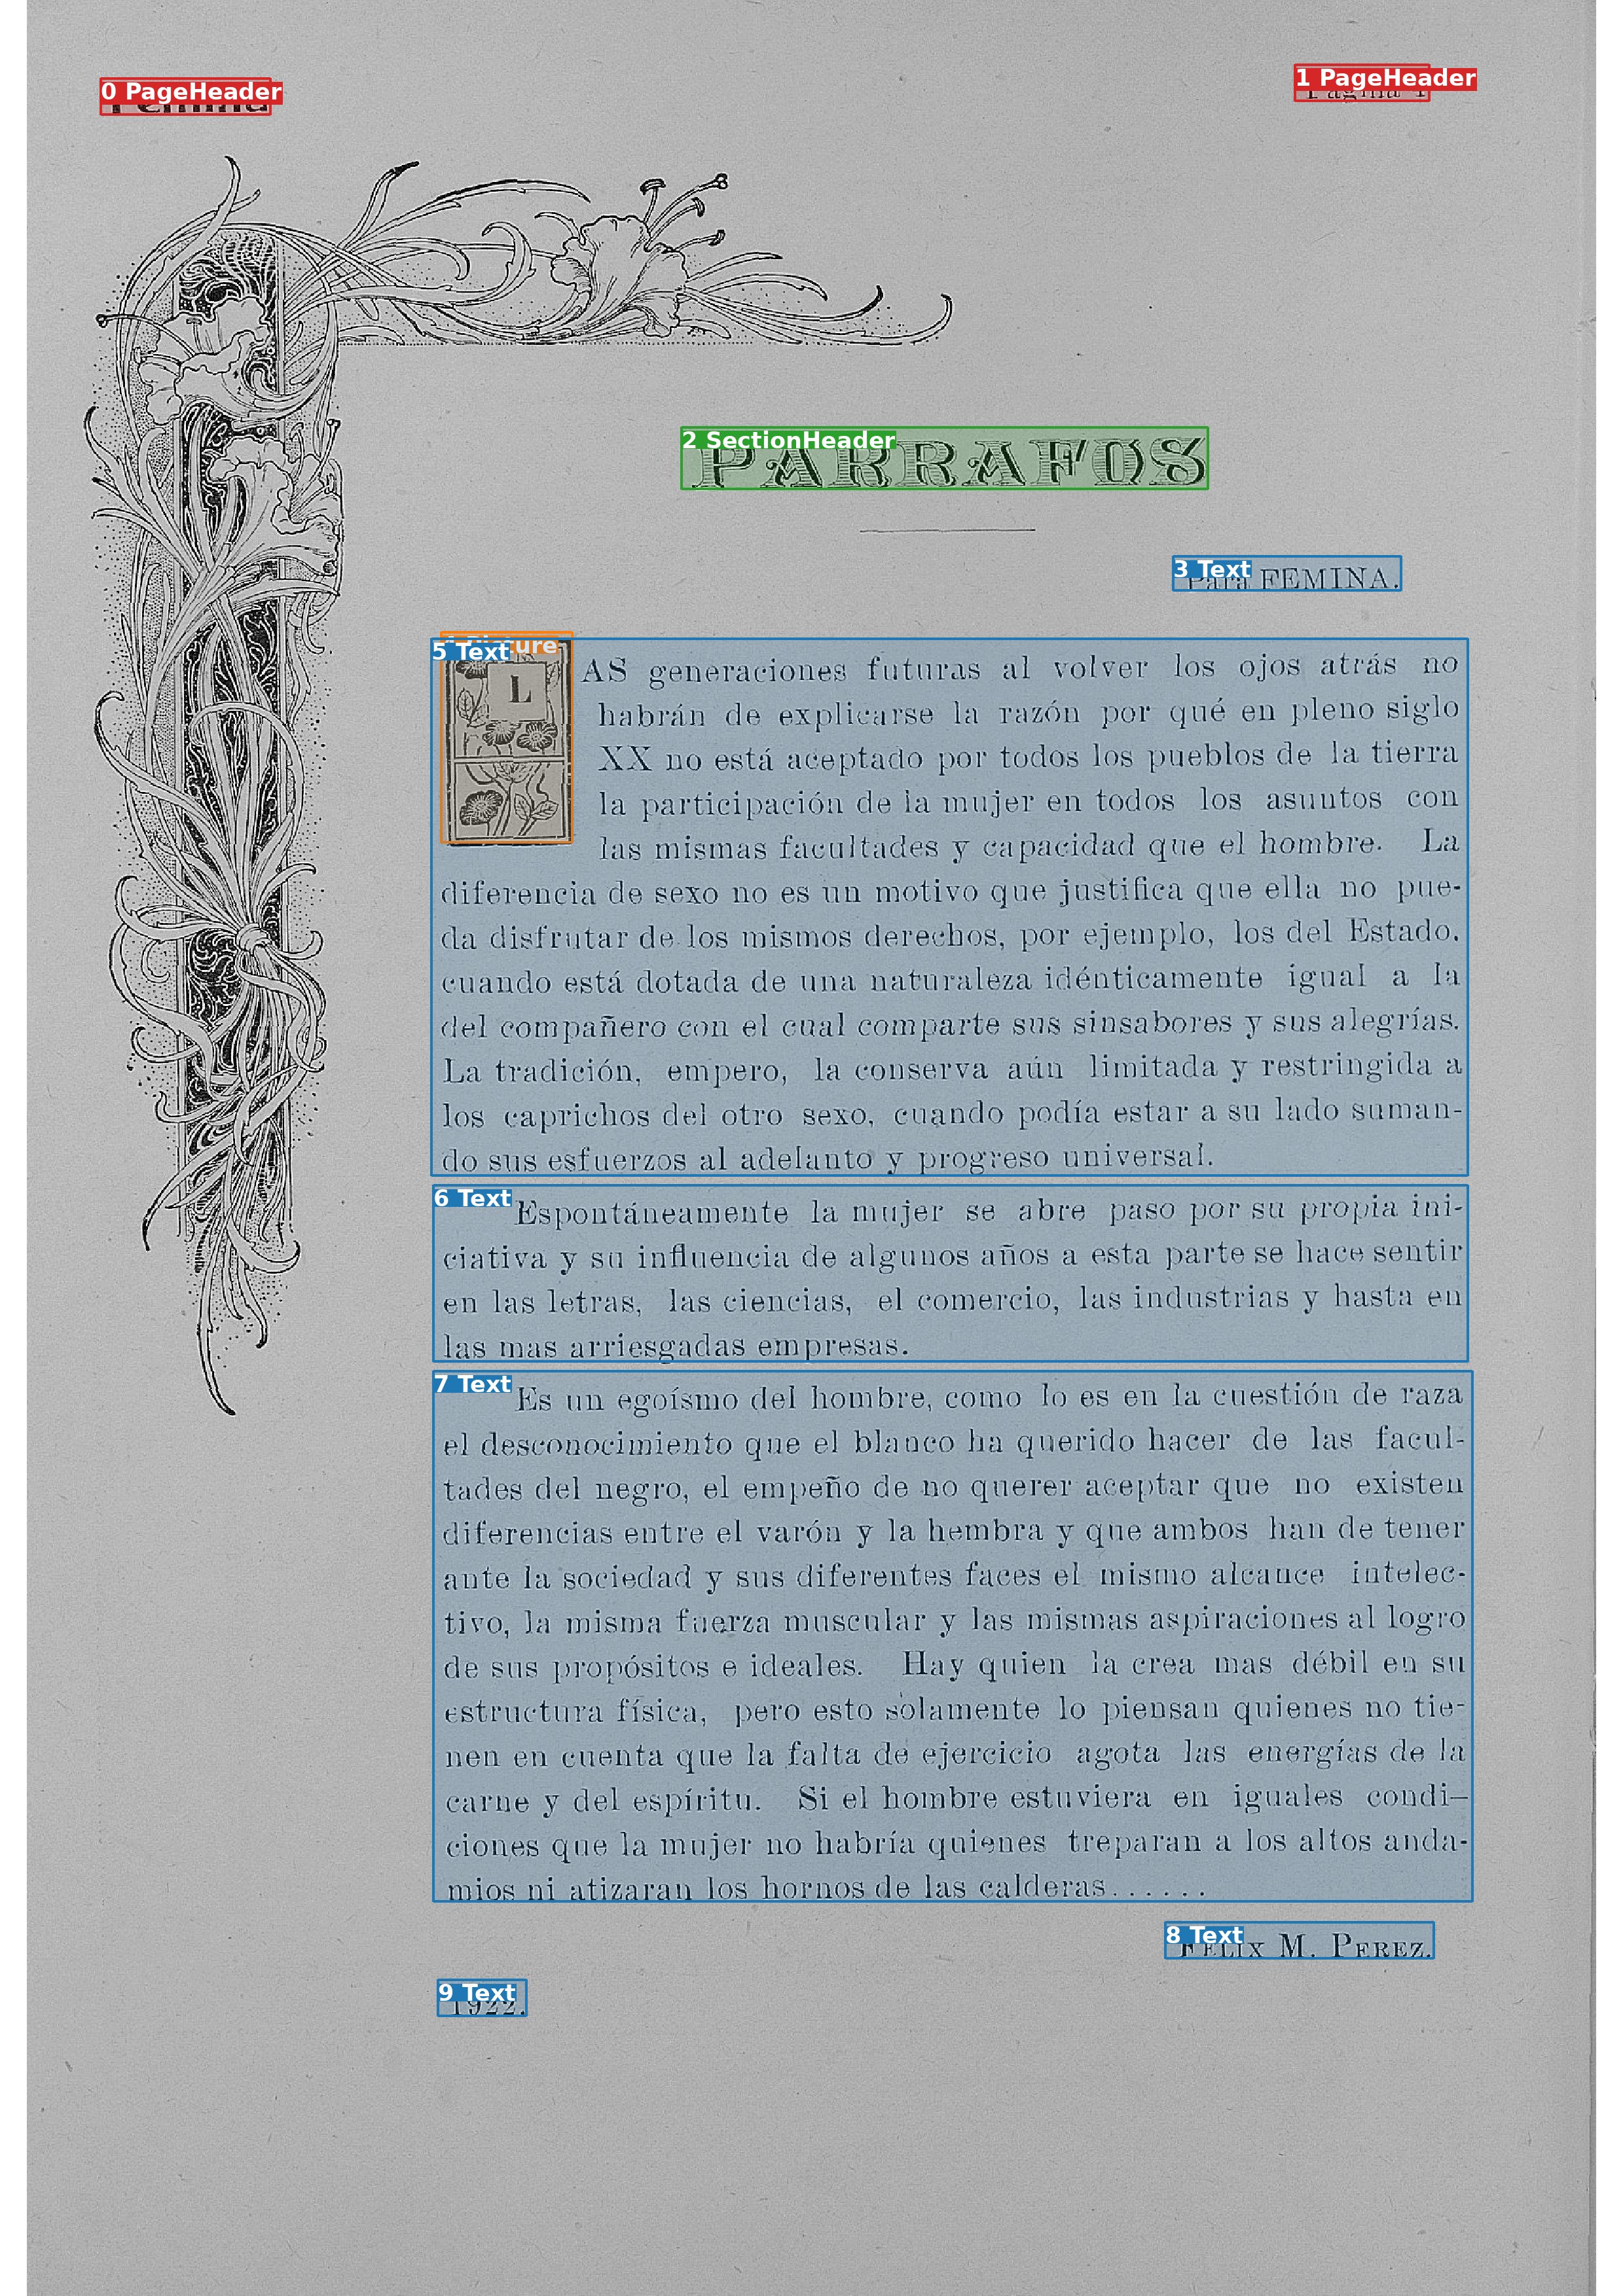 Femina
Página 1
PARRAFOS
Para FEMINA.
LAS generaciones futuras al volver los ojos atrás no
habrán de explicarse la razón por qué en pleno siglo
XX no está aceptado por todos los pueblos de la tierra
la participación de la mujer en todos los asuntos con
las mismas facultades y capacidad que el hombre. La
diferencia de sexo no es un motivo que justifica que ella no pue-
da disfrutar de los mismos derechos, por ejemplo, los del Estado,
cuando está dotada de una naturaleza idénticamente igual a la
del compañero con el cual comparte sus sinsabores y sus alegrías.
La tradición, empero, la conserva aún limitada y restringida a
los caprichos del otro sexo, cuando podía estar a su lado suman-
do sus esfuerzos al adelanto y progreso universal.
Espontáneamente la mujer se abre paso por su propia ini-
ciativa y su influencia de algunos años a esta parte se hace sentir
en las letras, las ciencias, el comercio, las industrias y hasta en
las mas arriesgadas empresas.
Es un egoísmo del hombre, como lo es en la cuestión de raza
el desconocimiento que el blanco ha querido hacer de las facul-
tades del negro, el empeño de no querer aceptar que no existen
diferencias entre el varón y la hembra y que ambos han de tener
ante la sociedad y sus diferentes faces el mismo alcance intelec-
tivo, la misma fuerza muscular y las mismas aspiraciones al logro
de sus propósitos e ideales. Hay quien la crea mas débil en su
estructura física, pero esto solamente lo piensan quienes no tie-
nen en cuenta que la falta de ejercicio agota las energías de la
carne y del espíritu. Si el hombre estuviera en iguales condi-
ciones que la mujer no habría quienes treparan a los altos anda-
mios ni atizaran los hornos de las calderas......
FELIX M. PEREZ.
1922.